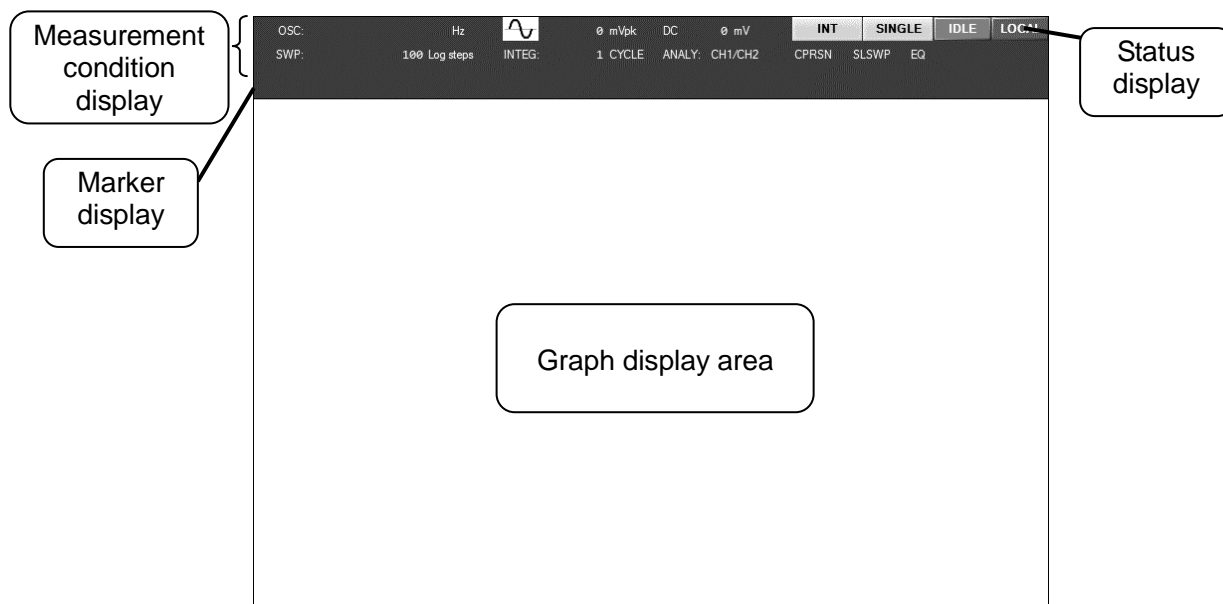 Measurement
condition
display
OSC: Hz 0 mVpk DC 0 mV INT SINGLE IDLE LOCAL
SWP: 100 Log steps INTEG: 1 CYCLE ANALY: CH1/CH2 CPRSN SLSWP EQ
Status
display
Marker
display
Graph display area